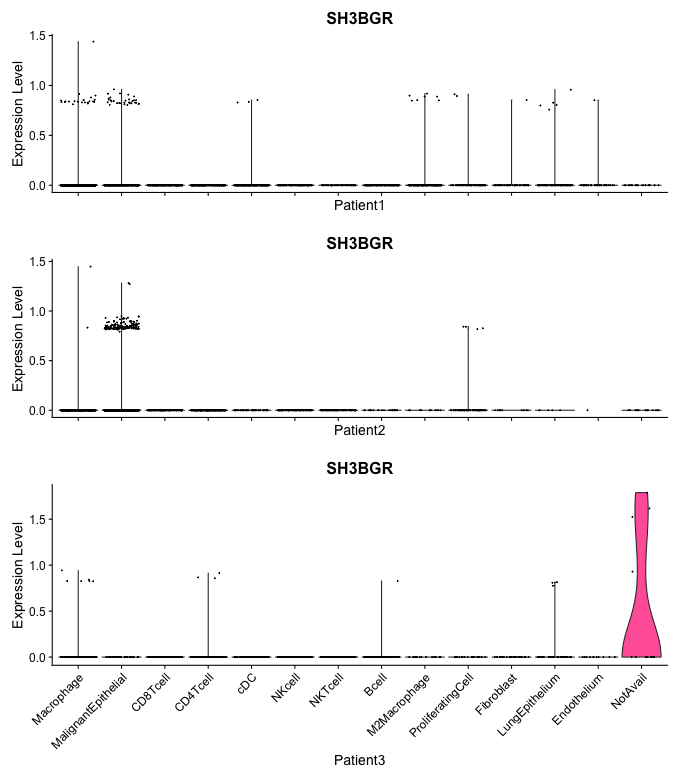 SH3BGR
Expression Level
1.5
1.0
0.5
0.0
Patient1
SH3BGR
Expression Level
1.5
1.0
0.5
0.0
Patient2
SH3BGR
Expression Level
1.5
1.0
0.5
0.0
Macrophage
MalignantEpithelial
CD8Tcell
CD4Tcell
cDC
NKcell
NKTcell
Bcell
M2Macrophage
ProliferatingCell
Fibroblast
LungEpithelium
Endothelium
NotAvail
Patient3